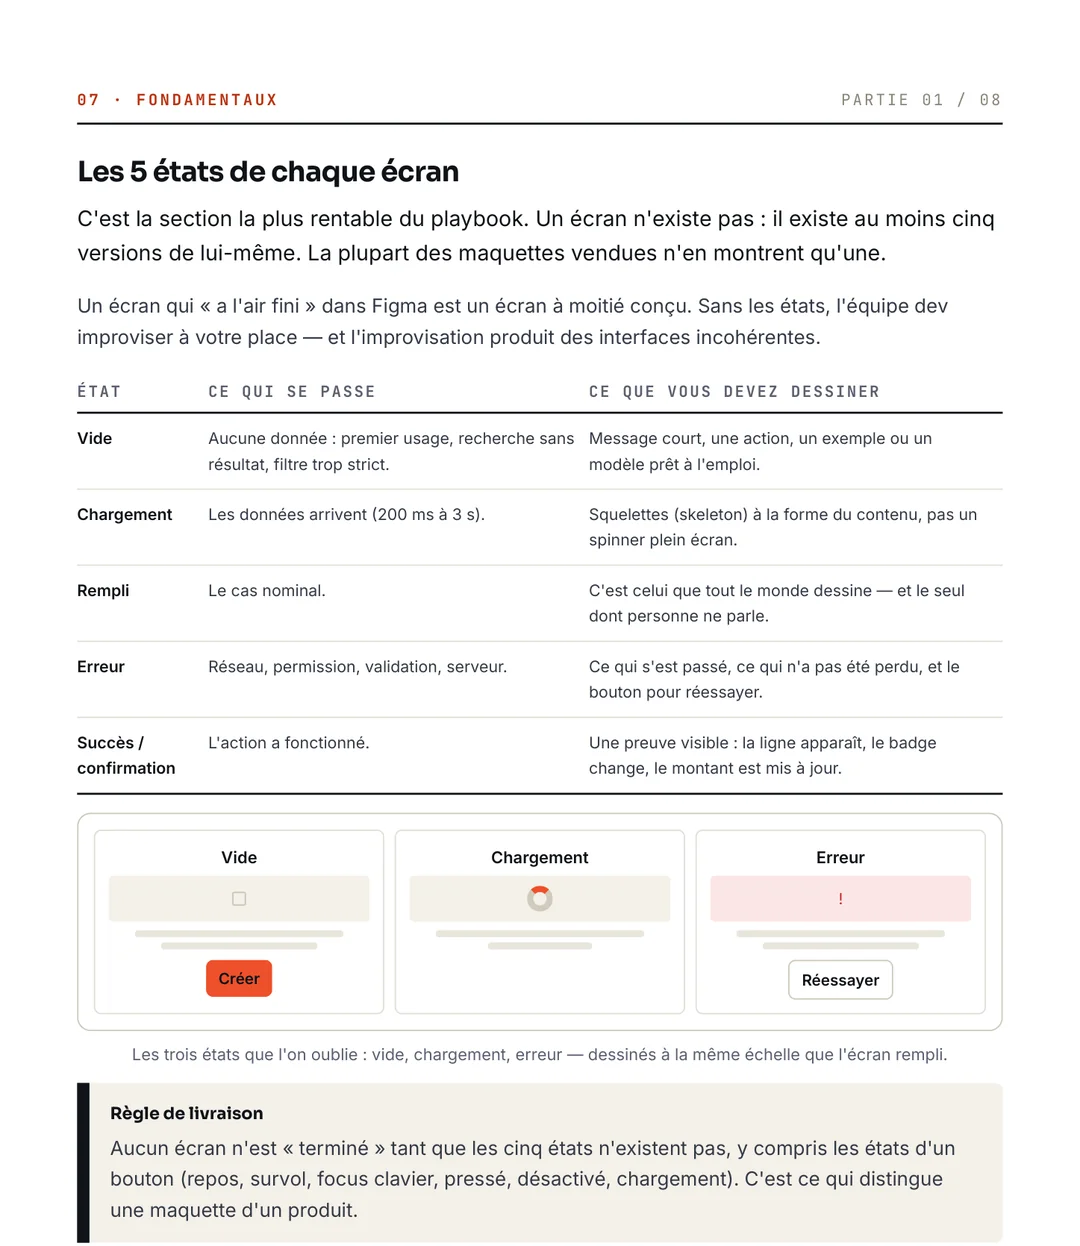 07 · FONDAMENTAUX
PARTIE 01 / 08
Les 5 états de chaque écran
C'est la section la plus rentable du playbook. Un écran n'existe pas : il existe au moins cinq
versions de lui-même. La plupart des maquettes vendues n'en montrent qu'une.
Un écran qui « a l'air fini » dans Figma est un écran à moitié conçu. Sans les états, l'équipe dev
improviser à votre place — et l'improvisation produit des interfaces incohérentes.
ÉTAT CE QUI SE PASSE CE QUE VOUS DEVEZ DESSINER
Vide Aucune donnée : premier usage, recherche sans Message court, une action, un exemple ou un
résultat, filtre trop strict. modèle prêt à l'emploi.
Chargement Les données arrivent (200 ms à 3 s). Squelettes (skeleton) à la forme du contenu, pas un
spinner plein écran.
Rempli Le cas nominal. C'est celui que tout le monde dessine — et le seul
dont personne ne parle.
Erreur Réseau, permission, validation, serveur. Ce qui s'est passé, ce qui n'a pas été perdu, et le
bouton pour réessayer.
Succès / L'action a fonctionné. Une preuve visible : la ligne apparaît, le badge
confirmation change, le montant est mis à jour.
Vide Chargement Erreur
!
Créer Réessayer
Les trois états que l'on oublie : vide, chargement, erreur — dessinés à la même échelle que l'écran rempli.
Règle de livraison
Aucun écran n'est « terminé » tant que les cinq états n'existent pas, y compris les états d'un
bouton (repos, survol, focus clavier, pressé, désactivé, chargement). C'est ce qui distingue
une maquette d'un produit.